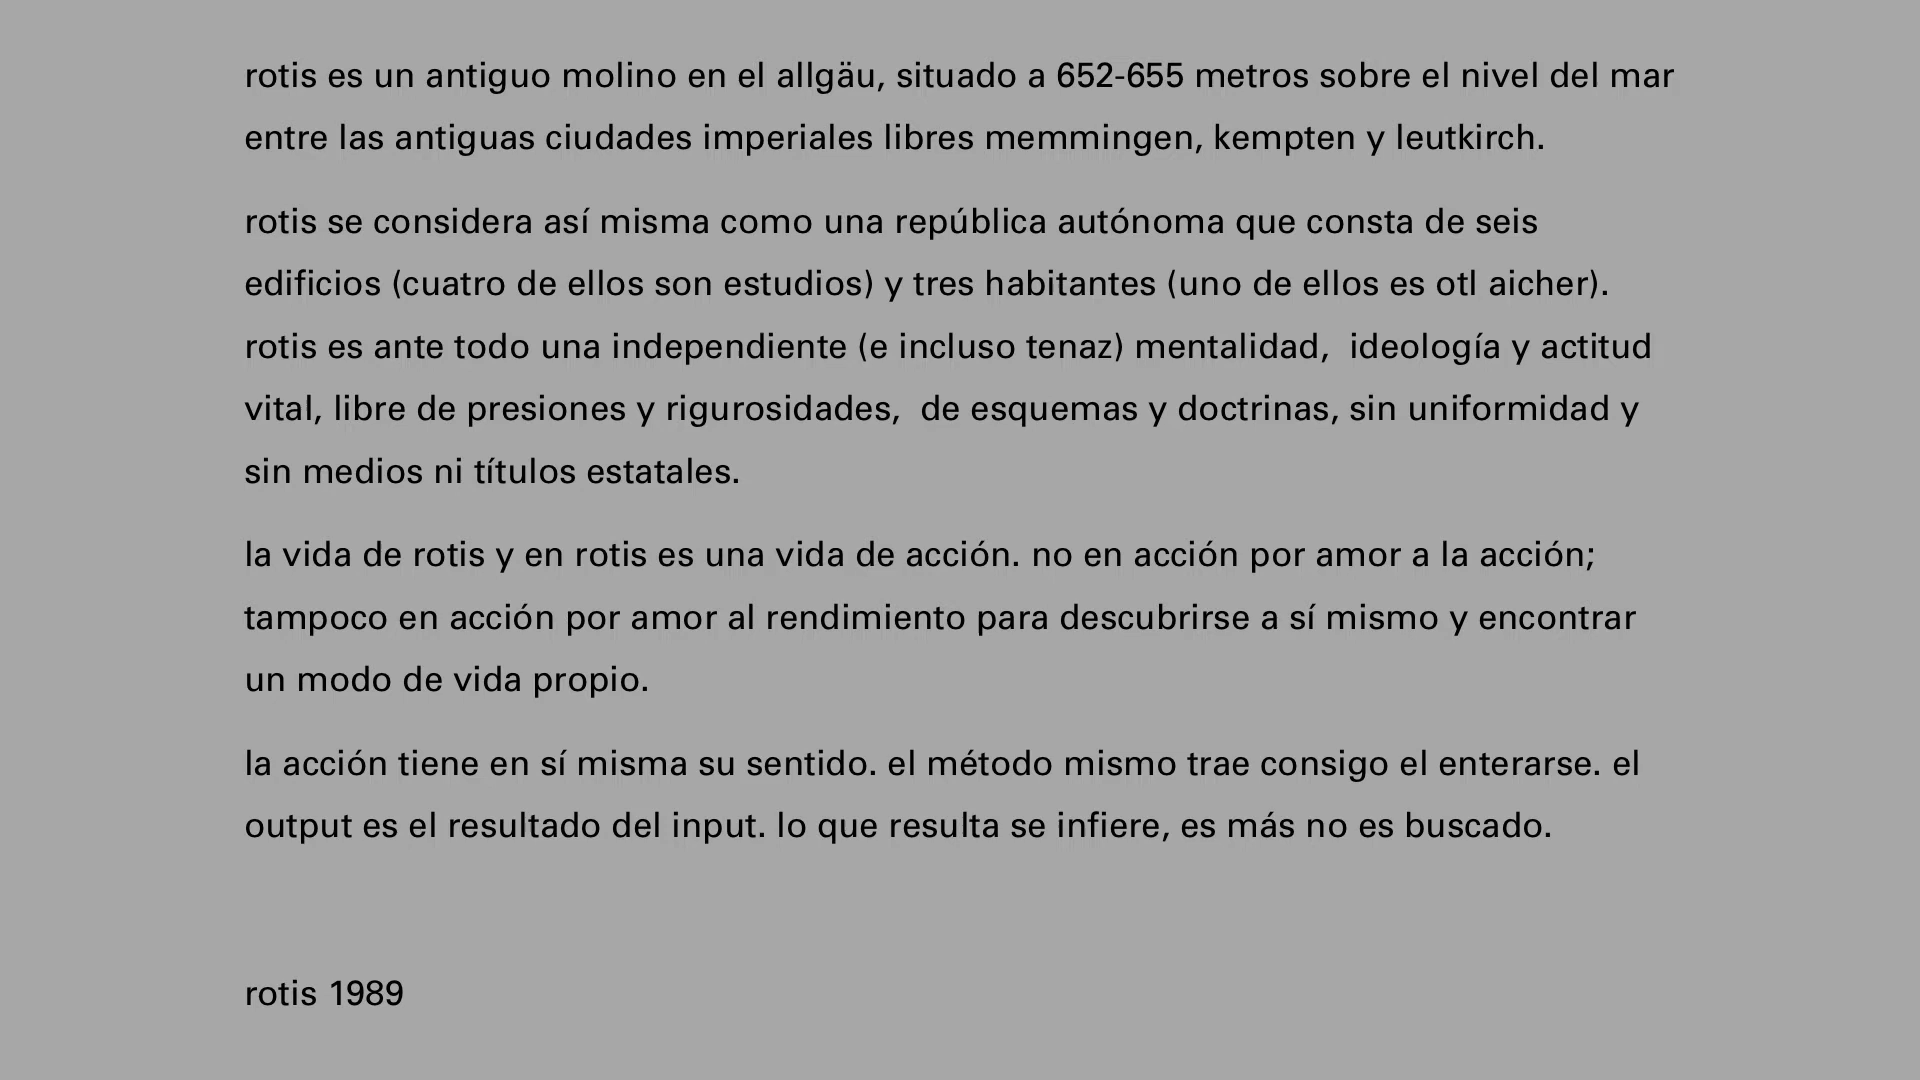 rotis es un antiguo molino en el allgäu, situado a 652-655 metros sobre el nivel del mar
entre las antiguas ciudades imperiales libres memmingen, kempten y leutkirch.
rotis se considera así misma como una república autónoma que consta de seis
edificios (cuatro de ellos son estudios) y tres habitantes (uno de ellos es otl aicher).
rotis es ante todo una independiente (e incluso tenaz) mentalidad,  ideología y actitud
vital, libre de presiones y rigurosidades,  de esquemas y doctrinas, sin uniformidad y
sin medios ni títulos estatales.
la vida de rotis y en rotis es una vida de acción. no en acción por amor a la acción;
tampoco en acción por amor al rendimiento para descubrirse a sí mismo y encontrar
un modo de vida propio.
la acción tiene en sí misma su sentido. el método mismo trae consigo el enterarse. el
output es el resultado del input. lo que resulta se infiere, es más no es buscado.
rotis 1989